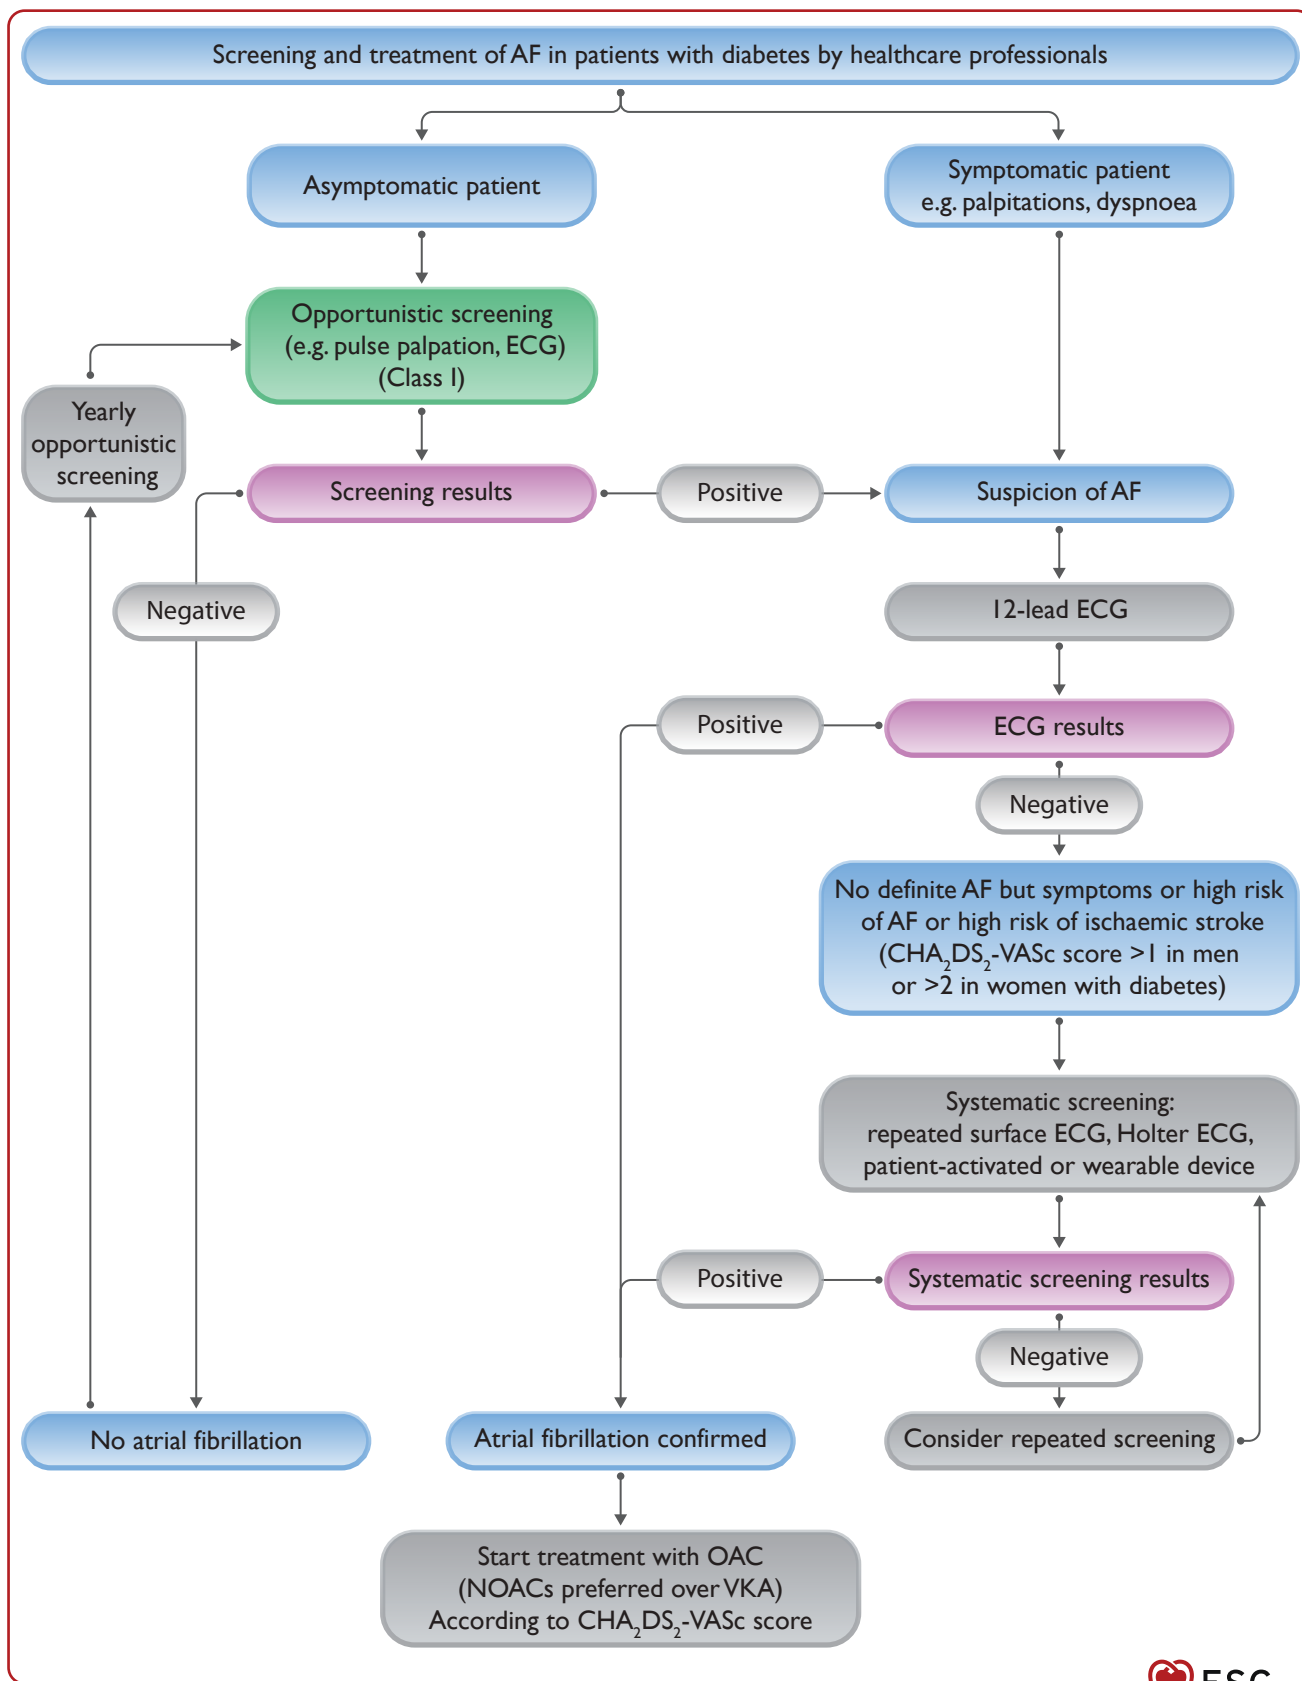 Screening and treatment of AF in patients with diabetes by healthcare professionals
Asymptomatic patient
Symptomatic patient
e.g. palpitations, dyspnoea
Opportunistic screening
(e.g. pulse palpation, ECG)
(Class I)
Yearly
opportunistic
screening
Screening results
Positive
Suspicion of AF
Negative
12-lead ECG
Positive
ECG results
Negative
No definite AF but symptoms or high risk
of AF or high risk of ischaemic stroke
(CHA₂DS₂-VASc score >1 in men
or >2 in women with diabetes)
Systematic screening:
repeated surface ECG, Holter ECG,
patient-activated or wearable device
Positive
Systematic screening results
Negative
No atrial fibrillation
Atrial fibrillation confirmed
Consider repeated screening
Start treatment with OAC
(NOACs preferred over VKA)
According to CHA₂DS₂-VASc score
ESC